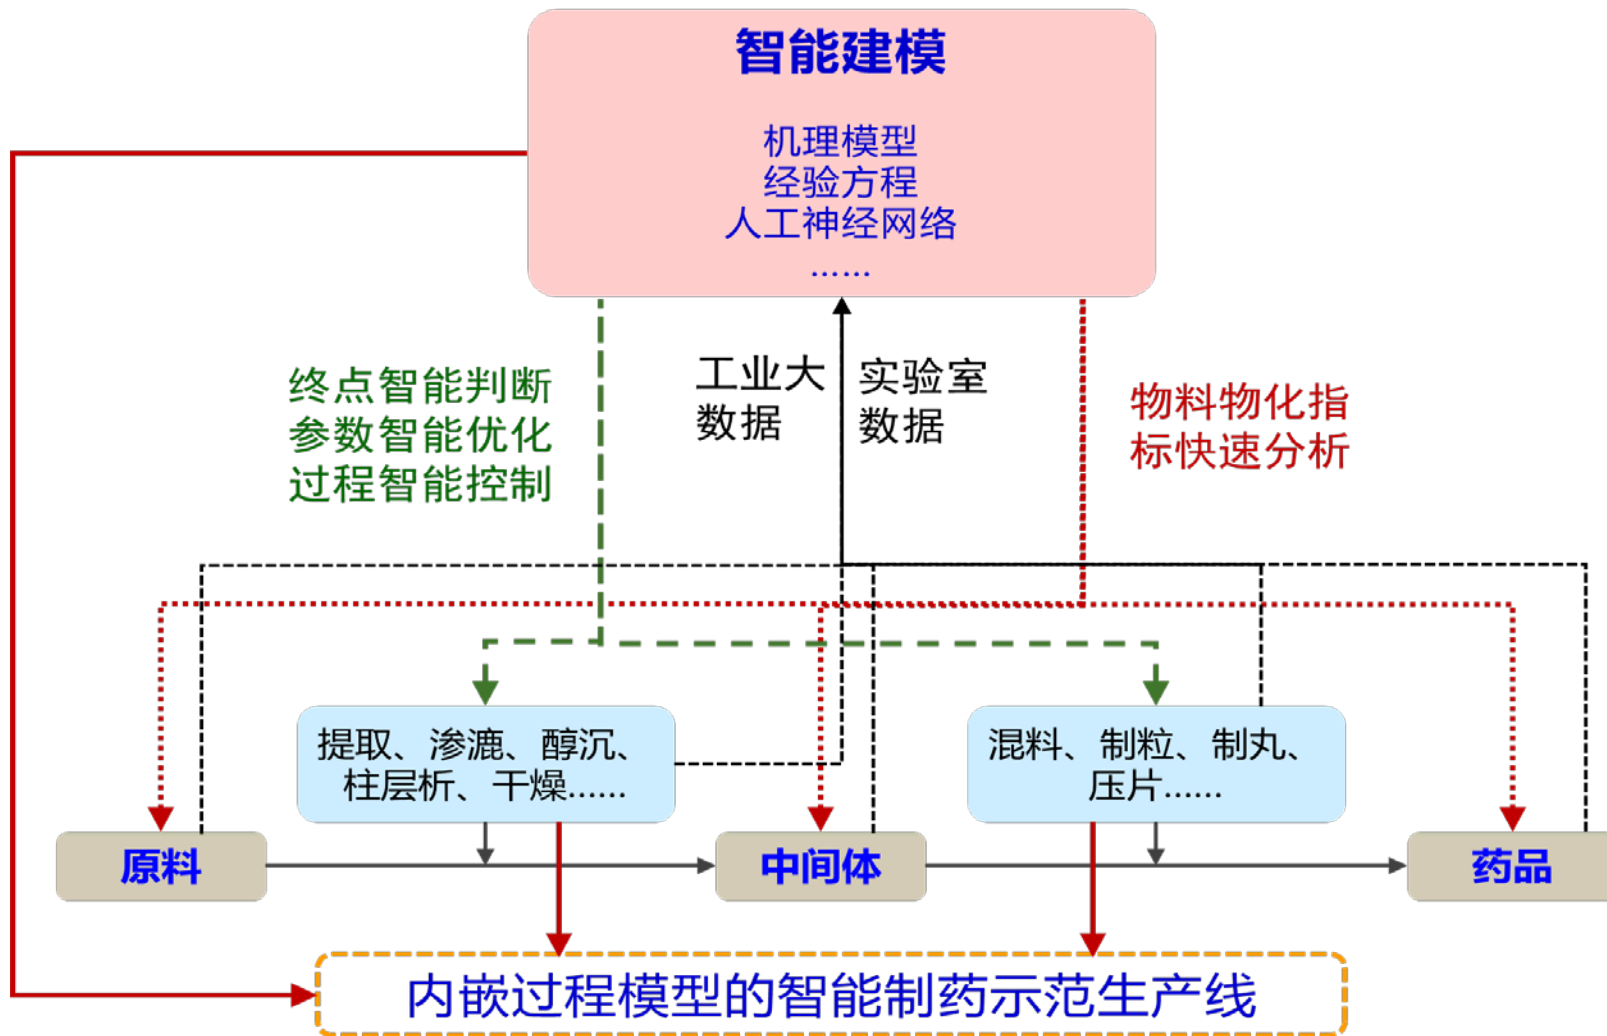 智能建模
机理模型
经验方程
人工神经网络
……
终点智能判断
参数智能优化
过程智能控制
工业大
数据
实验室
数据
物料物化指
标快速分析
提取、渗漉、醇沉、
柱层析、干燥……
混料、制粒、制丸、
压片……
原料
中间体
药品
内嵌过程模型的智能制药示范生产线